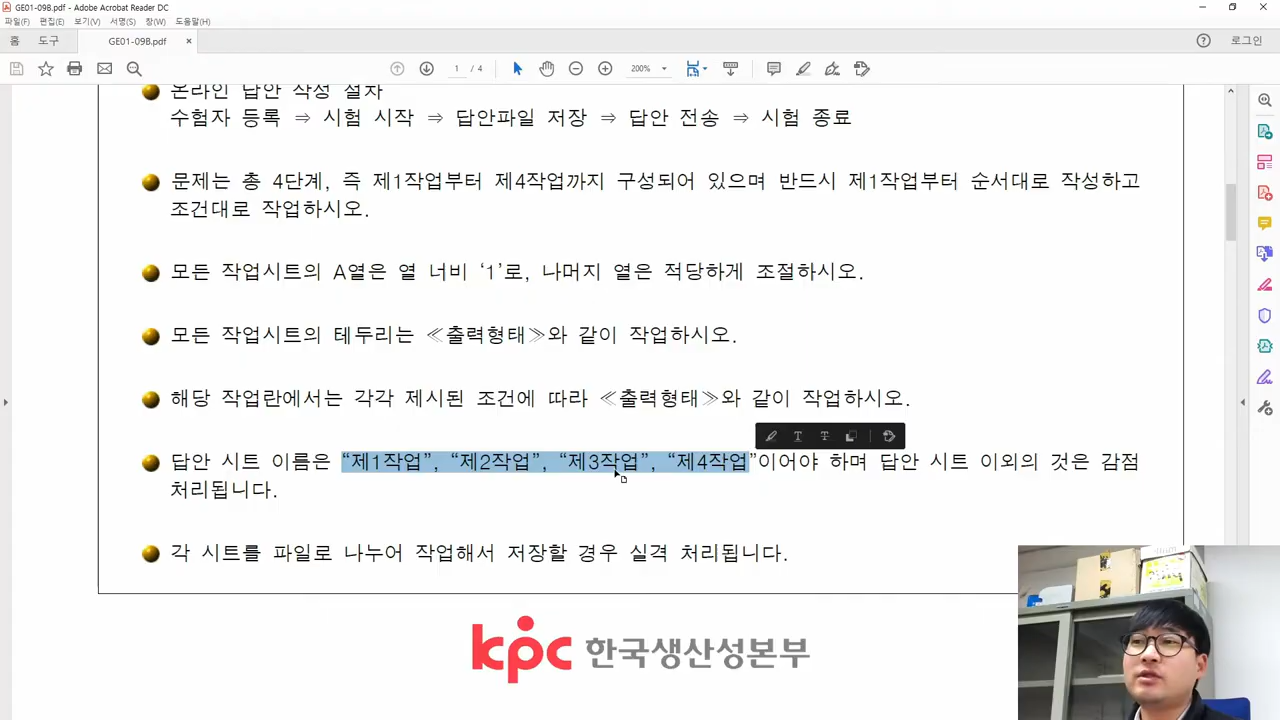 GE01-09B.pdf - Adobe Acrobat Reader DC
파일(F) 편집(E) 보기(V) 서명(S) 창(W) 도움말(H)
홈 도구 GE01-09B.pdf × 로그인
1 / 4 200%
온라인 답안 작성 절차
수험자 등록 ⇒ 시험 시작 ⇒ 답안파일 저장 ⇒ 답안 전송 ⇒ 시험 종료
문제는 총 4단계, 즉 제1작업부터 제4작업까지 구성되어 있으며 반드시 제1작업부터 순서대로 작성하고
조건대로 작업하시오.
모든 작업시트의 A열은 열 너비 ‘1’로, 나머지 열은 적당하게 조절하시오.
모든 작업시트의 테두리는 ≪출력형태≫와 같이 작업하시오.
해당 작업란에서는 각각 제시된 조건에 따라 ≪출력형태≫와 같이 작업하시오.
답안 시트 이름은 “제1작업”, “제2작업”, “제3작업”, “제4작업”이어야 하며 답안 시트 이외의 것은 감점
처리됩니다.
각 시트를 파일로 나누어 작업해서 저장할 경우 실격 처리됩니다.
kpc 한국생산성본부